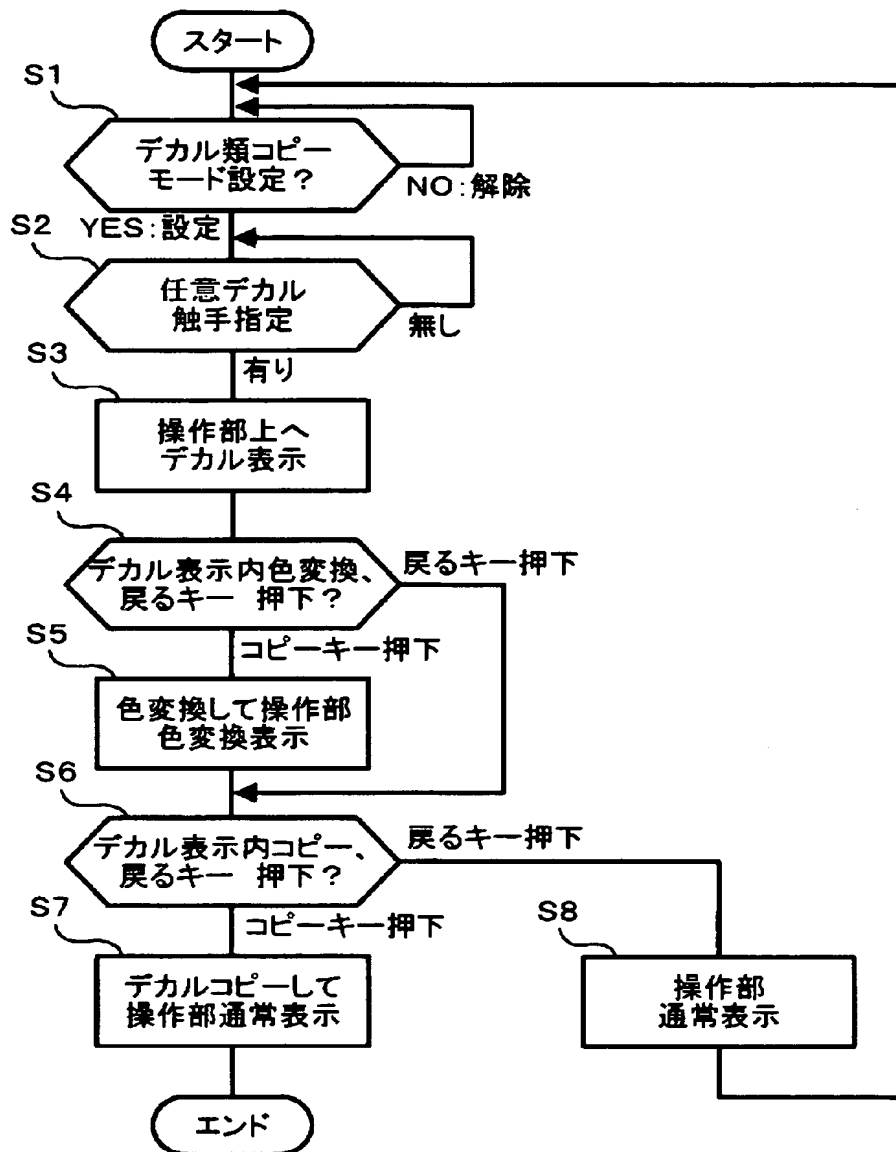 スタート
S1
デカル類コピー
モード設定?
NO:解除
S2
YES:設定
任意デカル
触手指定
無し
S3
有り
操作部上へ
デカル表示
S4
デカル表示内色変換、
戻るキー 押下?
戻るキー押下
S5
コピーキー押下
色変換して操作部
色変換表示
S6
デカル表示内コピー、
戻るキー 押下?
戻るキー押下
S7
コピーキー押下
S8
デカルコピーして
操作部通常表示
操作部
通常表示
エンド